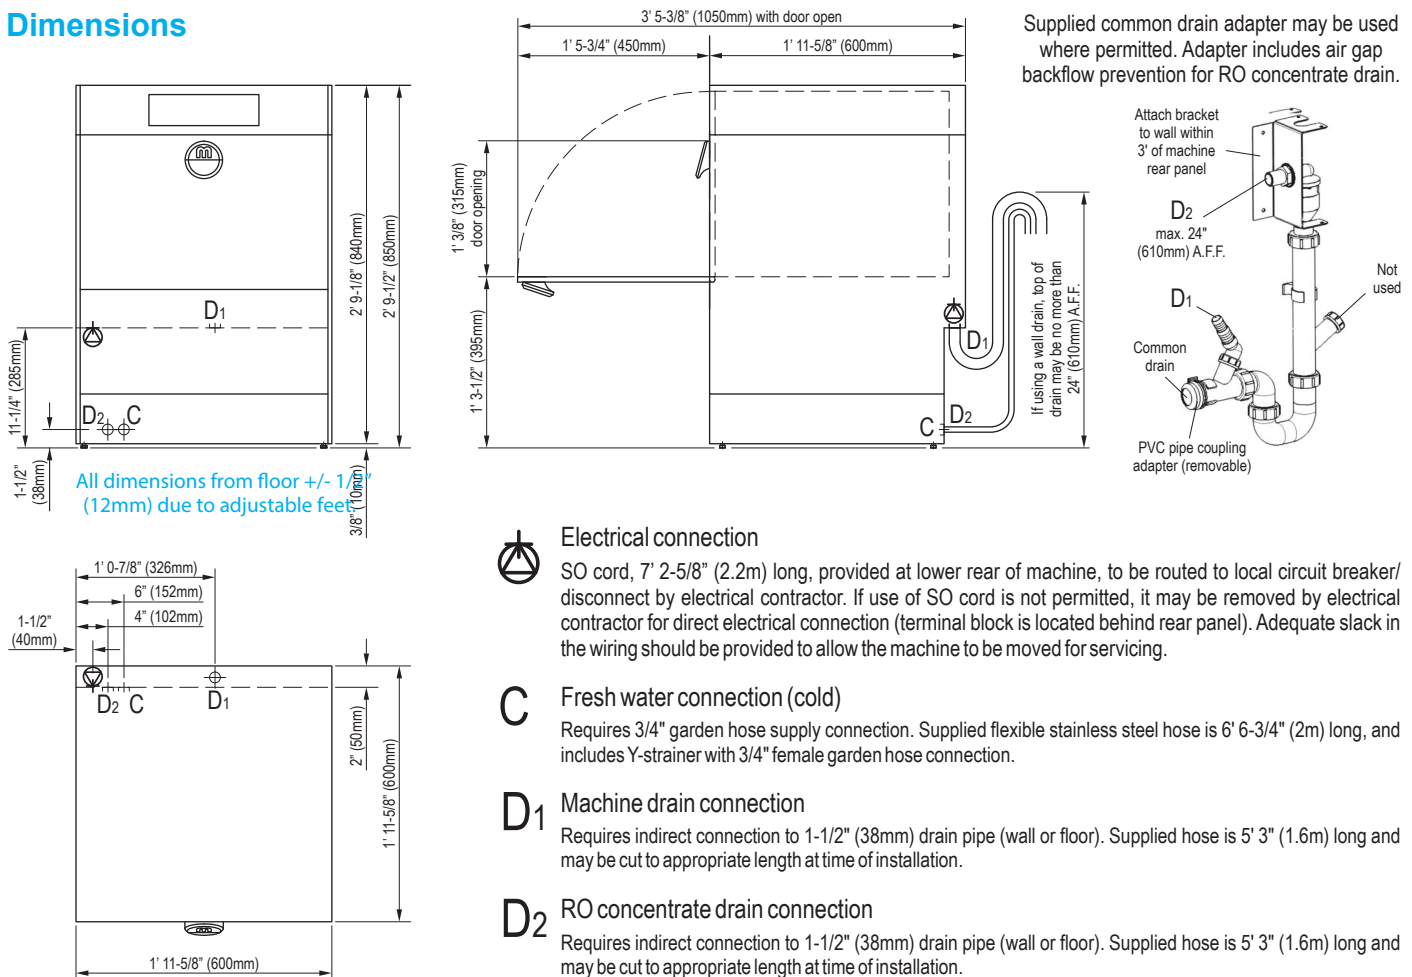 Dimensions
3’ 5-3/8” (1050mm) with door open
1’ 5-3/4” (450mm)
1’ 11-5/8” (600mm)
Supplied common drain adapter may be used
where permitted. Adapter includes air gap
backflow prevention for RO concentrate drain.
m
2’ 9-1/8” (840mm)
2’ 9-1/2” (850mm)
D1
11-1/4” (285mm)
D2 C
1-1/2”
(38mm)
3/8” (10mm)
All dimensions from floor +/- 1/2”
(12mm) due to adjustable feet.
1’ 3/8” (315mm)
door opening
1’ 3-1/2” (395mm)
D1
C
D2
If using a wall drain, top of
drain may be no more than
24” (610mm) A.F.F.
Attach bracket
to wall within
3' of machine
rear panel
D2
max. 24"
(610mm) A.F.F.
Not
used
D1
Common
drain
PVC pipe coupling
adapter (removable)
1’ 0-7/8” (326mm)
6” (152mm)
4” (102mm)
1-1/2”
(40mm)
D2 C
D1
2” (50mm)
1’ 11-5/8” (600mm)
m
1’ 11-5/8” (600mm)
Electrical connection
SO cord, 7’ 2-5/8” (2.2m) long, provided at lower rear of machine, to be routed to local circuit breaker/
disconnect by electrical contractor. If use of SO cord is not permitted, it may be removed by electrical
contractor for direct electrical connection (terminal block is located behind rear panel). Adequate slack in
the wiring should be provided to allow the machine to be moved for servicing.
C Fresh water connection (cold)
Requires 3/4" garden hose supply connection. Supplied flexible stainless steel hose is 6' 6-3/4" (2m) long, and
includes Y-strainer with 3/4" female garden hose connection.
D1 Machine drain connection
Requires indirect connection to 1-1/2" (38mm) drain pipe (wall or floor). Supplied hose is 5' 3" (1.6m) long and
may be cut to appropriate length at time of installation.
D2 RO concentrate drain connection
Requires indirect connection to 1-1/2" (38mm) drain pipe (wall or floor). Supplied hose is 5' 3" (1.6m) long and
may be cut to appropriate length at time of installation.